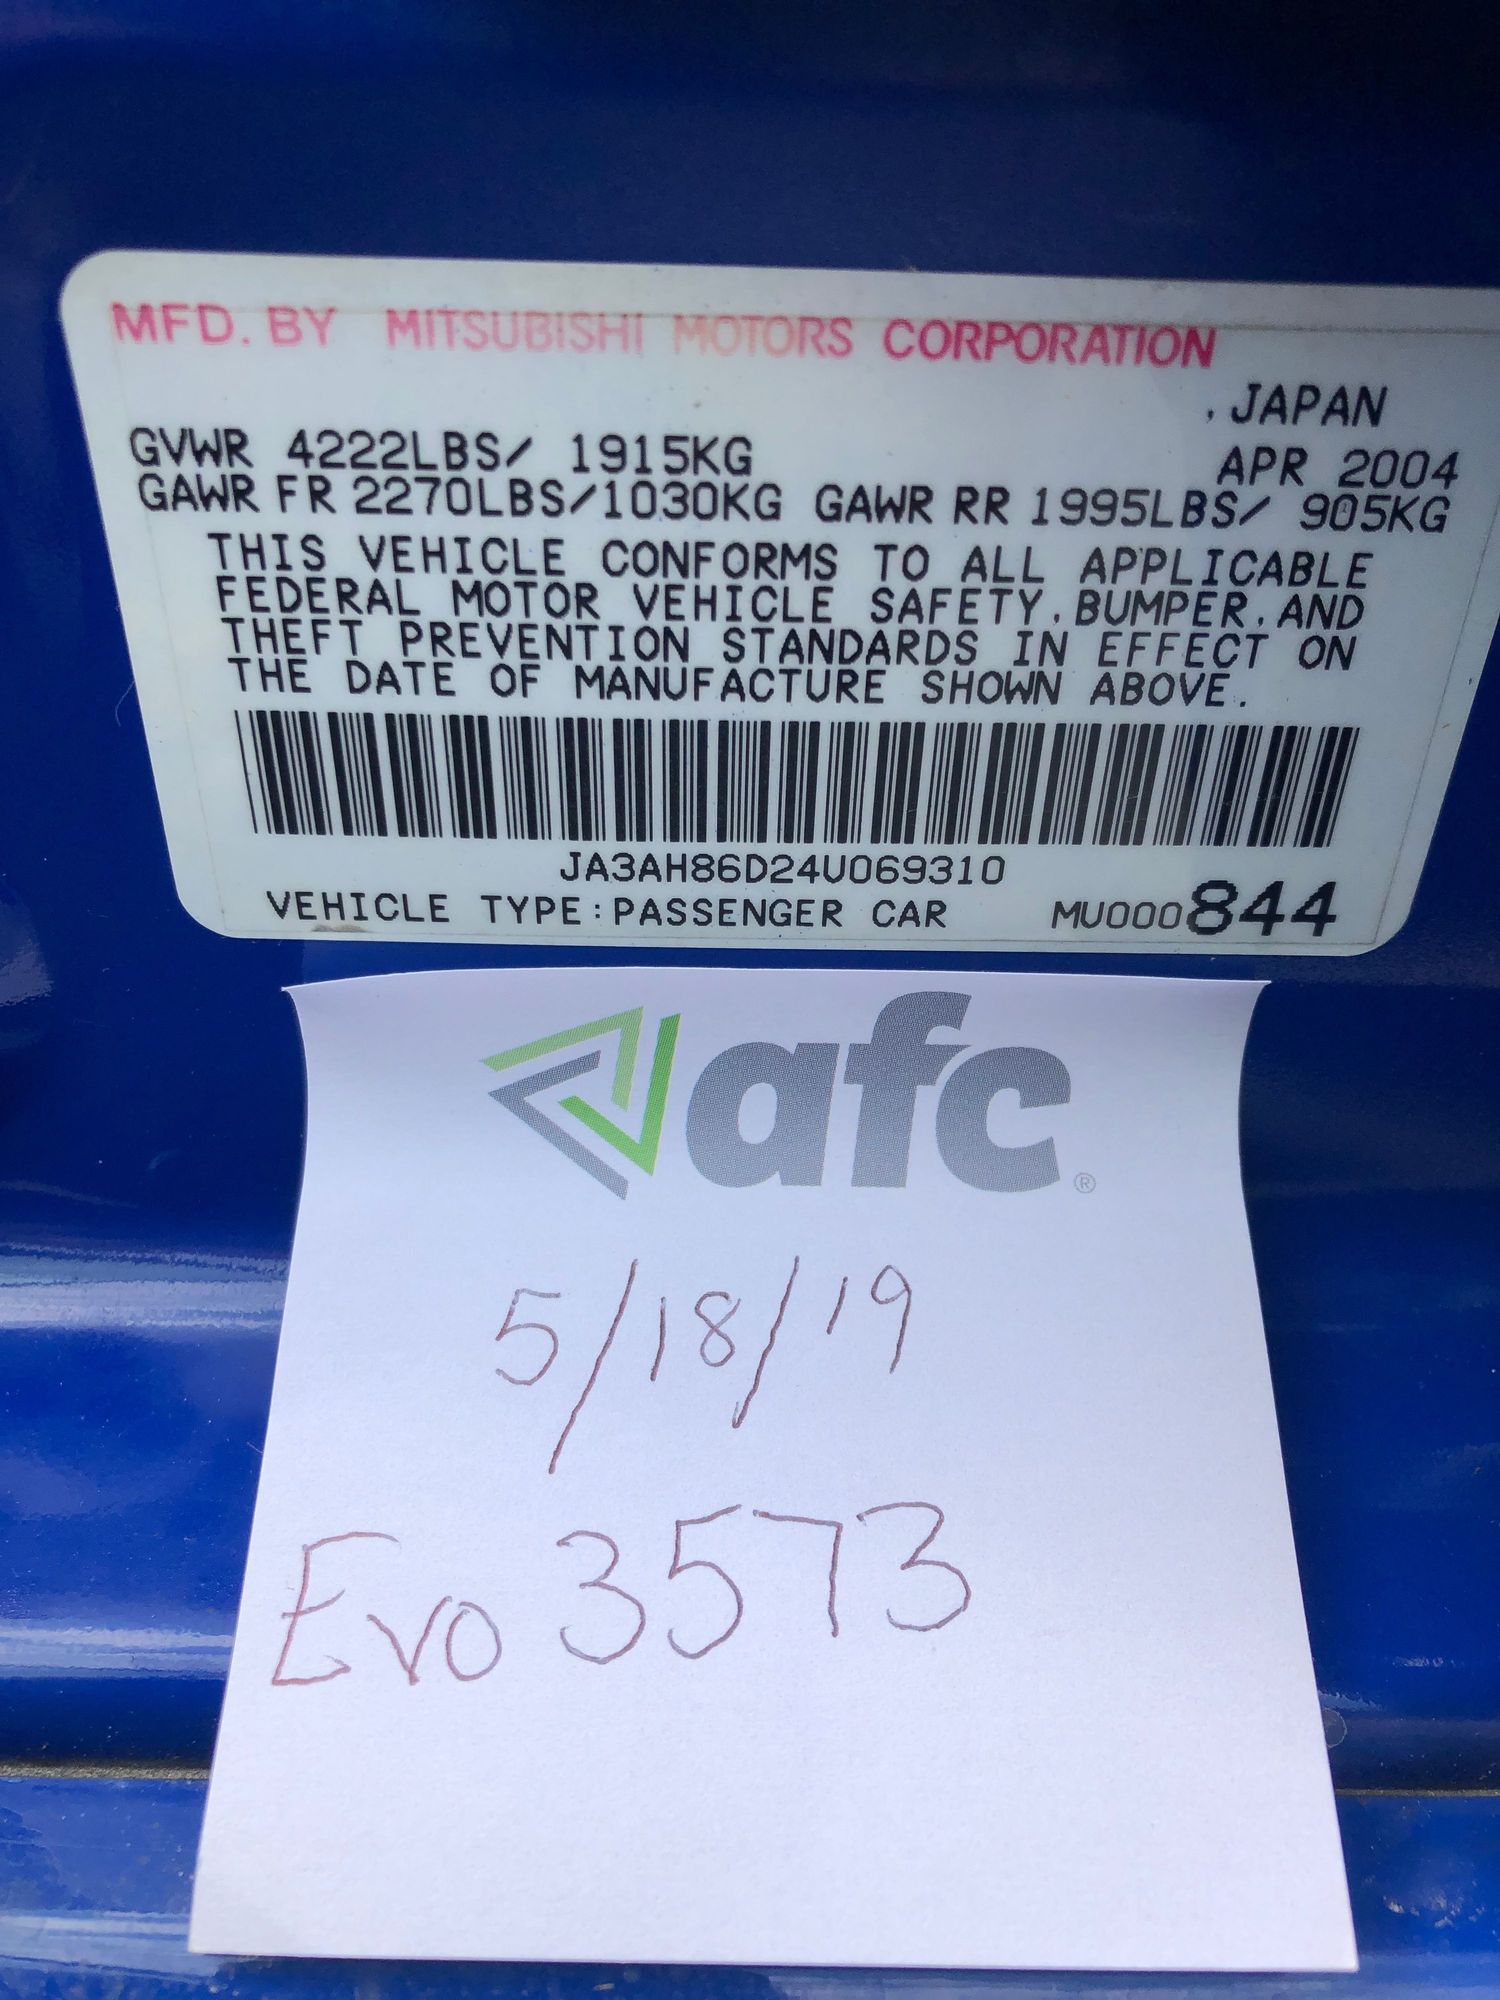 MFD. BY MITSUBISHI MOTORS CORPORATION
, JAPAN
GVWR 4222LBS/ 1915KG APR 2004
GAWR FR 2270LBS/1030KG GAWR RR 1995LBS/ 905KG
THIS VEHICLE CONFORMS TO ALL APPLICABLE
FEDERAL MOTOR VEHICLE SAFETY, BUMPER, AND
THEFT PREVENTION STANDARDS IN EFFECT ON
THE DATE OF MANUFACTURE SHOWN ABOVE.
JA3AH86D24U069310
VEHICLE TYPE:PASSENGER CAR MU000844
afc®
5/18/19
Evo 3573